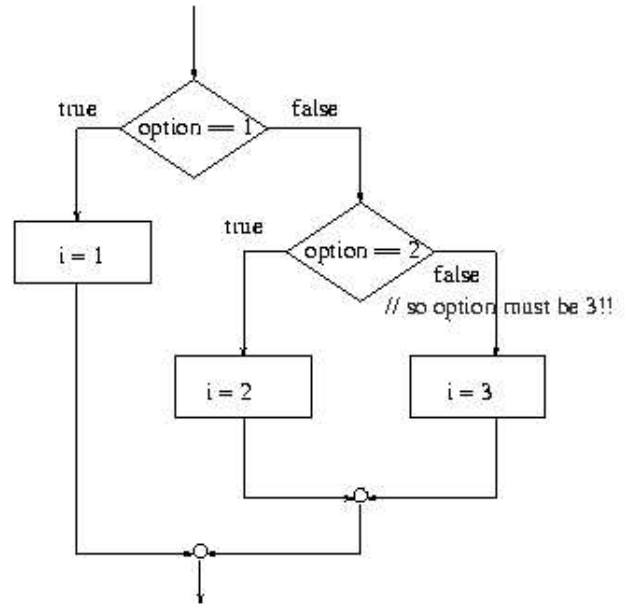 true
false
option == 1
i = 1
true
option == 2
false
// so option must be 3!!
i = 2
i = 3